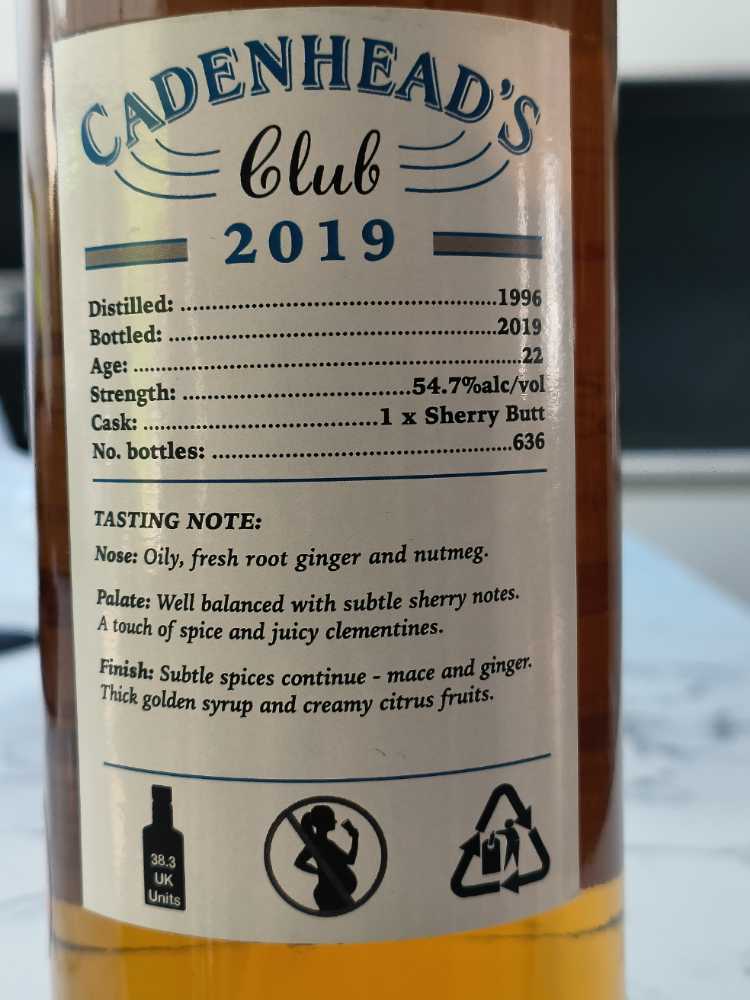 CADENHEAD'S
Club
2019
Distilled: ........................................1996
Bottled: ........................................2019
Age: ........................................22
Strength: ..............................54.7%alc/vol
Cask: ..............................1 x Sherry Butt
No. bottles: ........................................636
TASTING NOTE:
Nose: Oily, fresh root ginger and nutmeg.
Palate: Well balanced with subtle sherry notes.
A touch of spice and juicy clementines.
Finish: Subtle spices continue - mace and ginger.
Thick golden syrup and creamy citrus fruits.
38.3
UK
Units